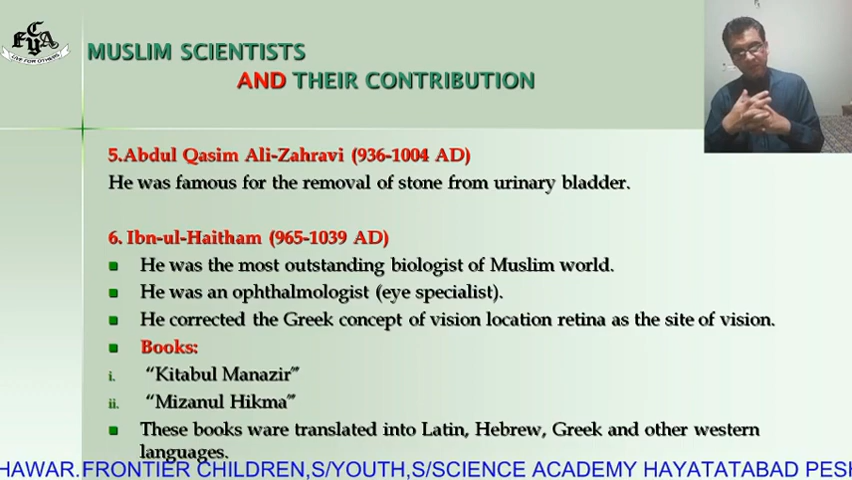 CyEA
LIVE FOR OTHERS
MUSLIM SCIENTISTS
AND THEIR CONTRIBUTION
5.Abdul Qasim Ali-Zahravi (936-1004 AD)
He was famous for the removal of stone from urinary bladder.
6. Ibn-ul-Haitham (965-1039 AD)
He was the most outstanding biologist of Muslim world.
He was an ophthalmologist (eye specialist).
He corrected the Greek concept of vision location retina as the site of vision.
Books:
i. “Kitabul Manazir”
ii. “Mizanul Hikma”
These books ware translated into Latin, Hebrew, Greek and other western
languages.
HAWAR.FRONTIER CHILDREN,S/YOUTH,S/SCIENCE ACADEMY HAYATATABAD PESH